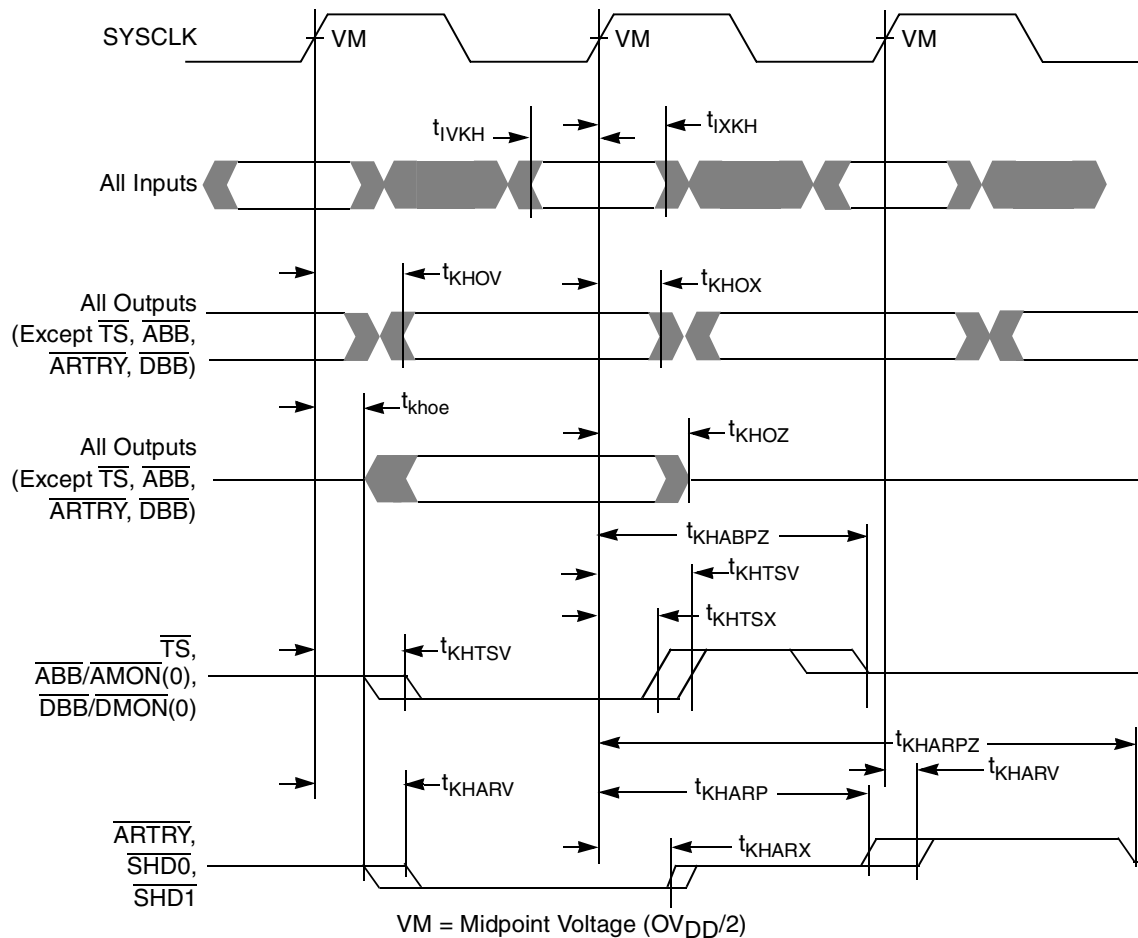 SYSCLK
VM
VM
VM
tIVKH
tIXKH
All Inputs
tKHOV
tKHOX
All Outputs
(Except TS, ABB,
ARTRY, DBB)
tkhoe
tKHOZ
All Outputs
(Except TS, ABB,
ARTRY, DBB)
tKHABPZ
tKHTSV
tKHTSX
TS,
ABB/AMON(0),
DBB/DMON(0)
tKHTSV
tKHARPZ
tKHARV
tKHARV
tKHARP
ARTRY,
SHD0,
SHD1
tKHARX
VM = Midpoint Voltage (OVDD/2)